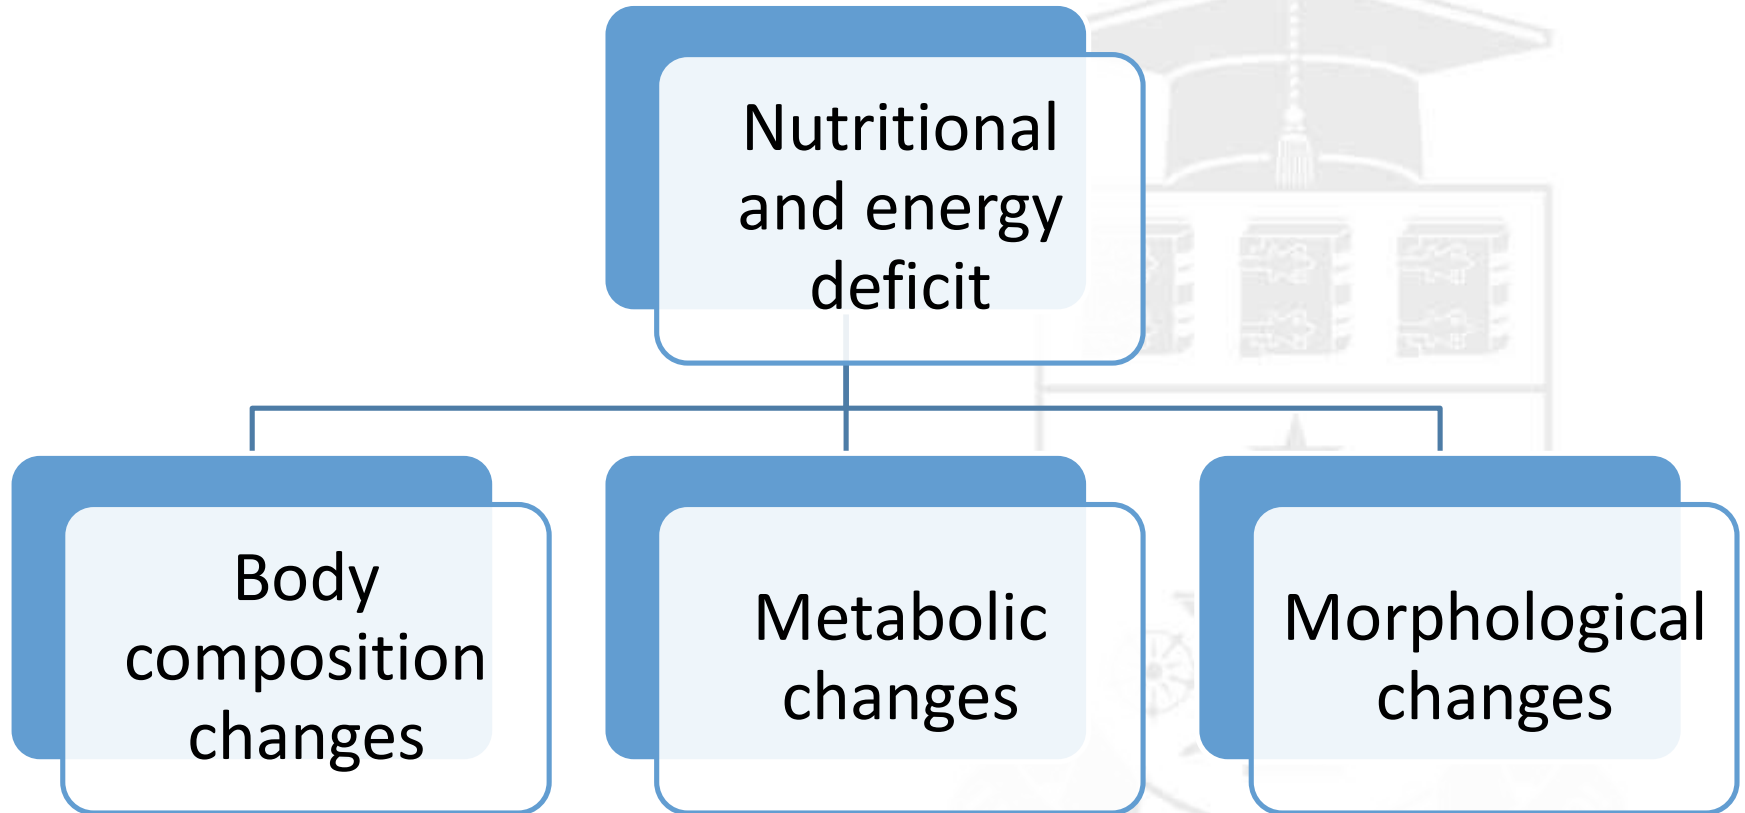 Nutritional
and energy
deficit
Body
composition
changes
Metabolic
changes
Morphological
changes